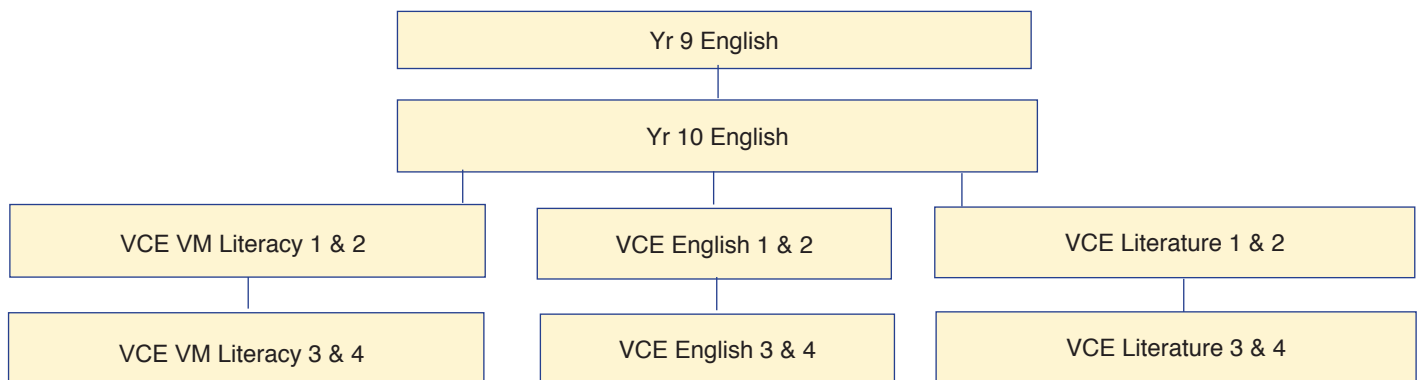 Yr 9 English
Yr 10 English
VCE VM Literacy 1 & 2
VCE English 1 & 2
VCE Literature 1 & 2
VCE VM Literacy 3 & 4
VCE English 3 & 4
VCE Literature 3 & 4